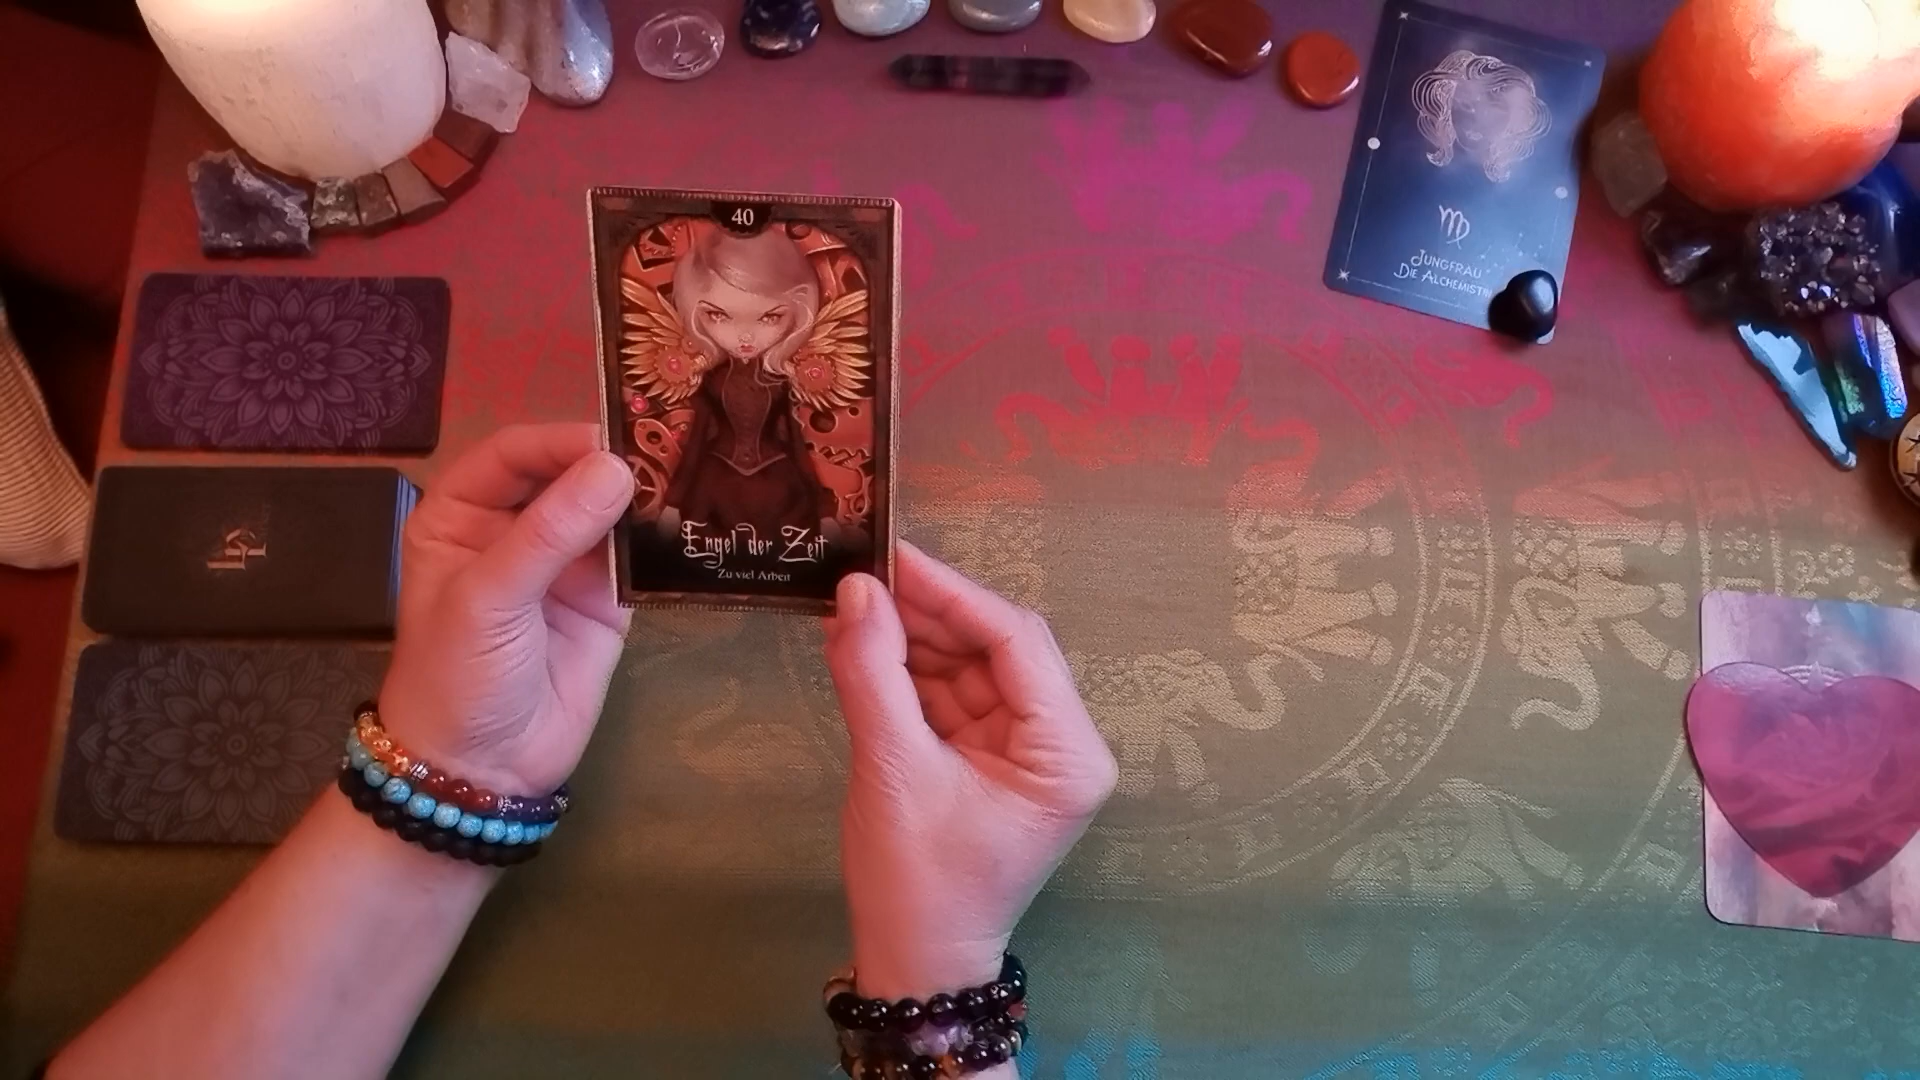 40
Engel der Zeit
Zu viel Arbeit
Jungfrau
Die Alchemistin